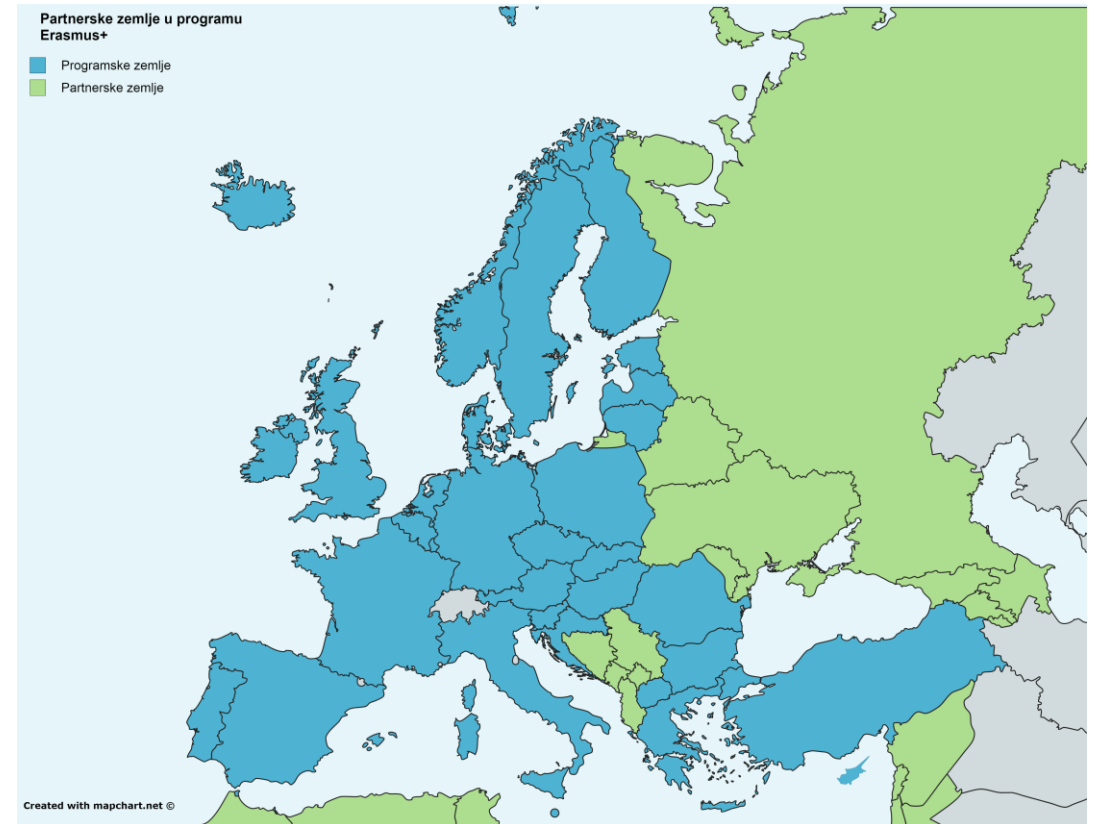 Partnerske zemlje u programu
Erasmus+
Programske zemlje
Partnerske zemlje
Created with mapchart.net ©